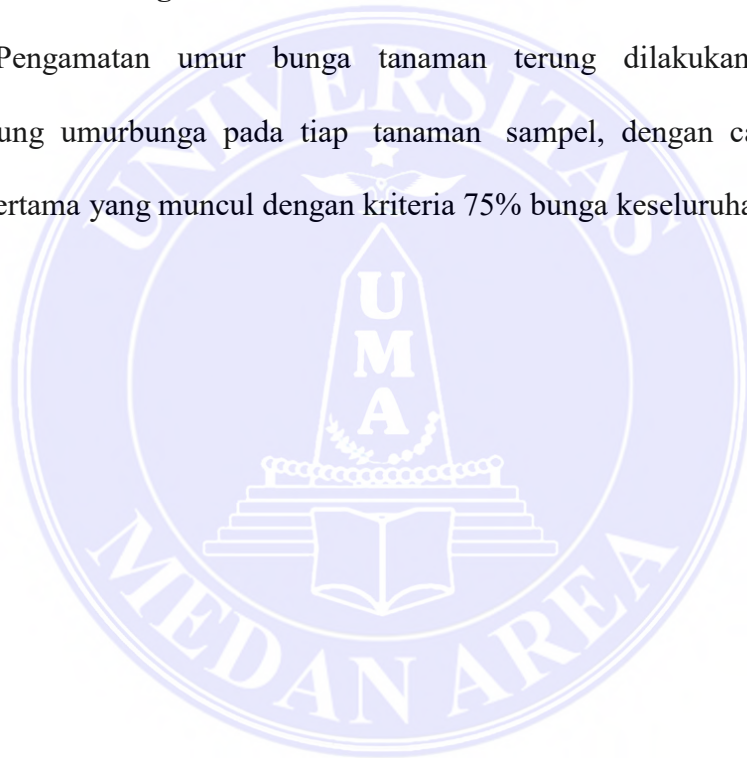 Pengamatan umur bunga tanaman terung dilakukan
ung umurbunga pada tiap tanaman sampel, dengan ca
ertama yang muncul dengan kriteria 75% bunga keseluruha
UNIVERSITAS
U
M
A
MEDAN AREA